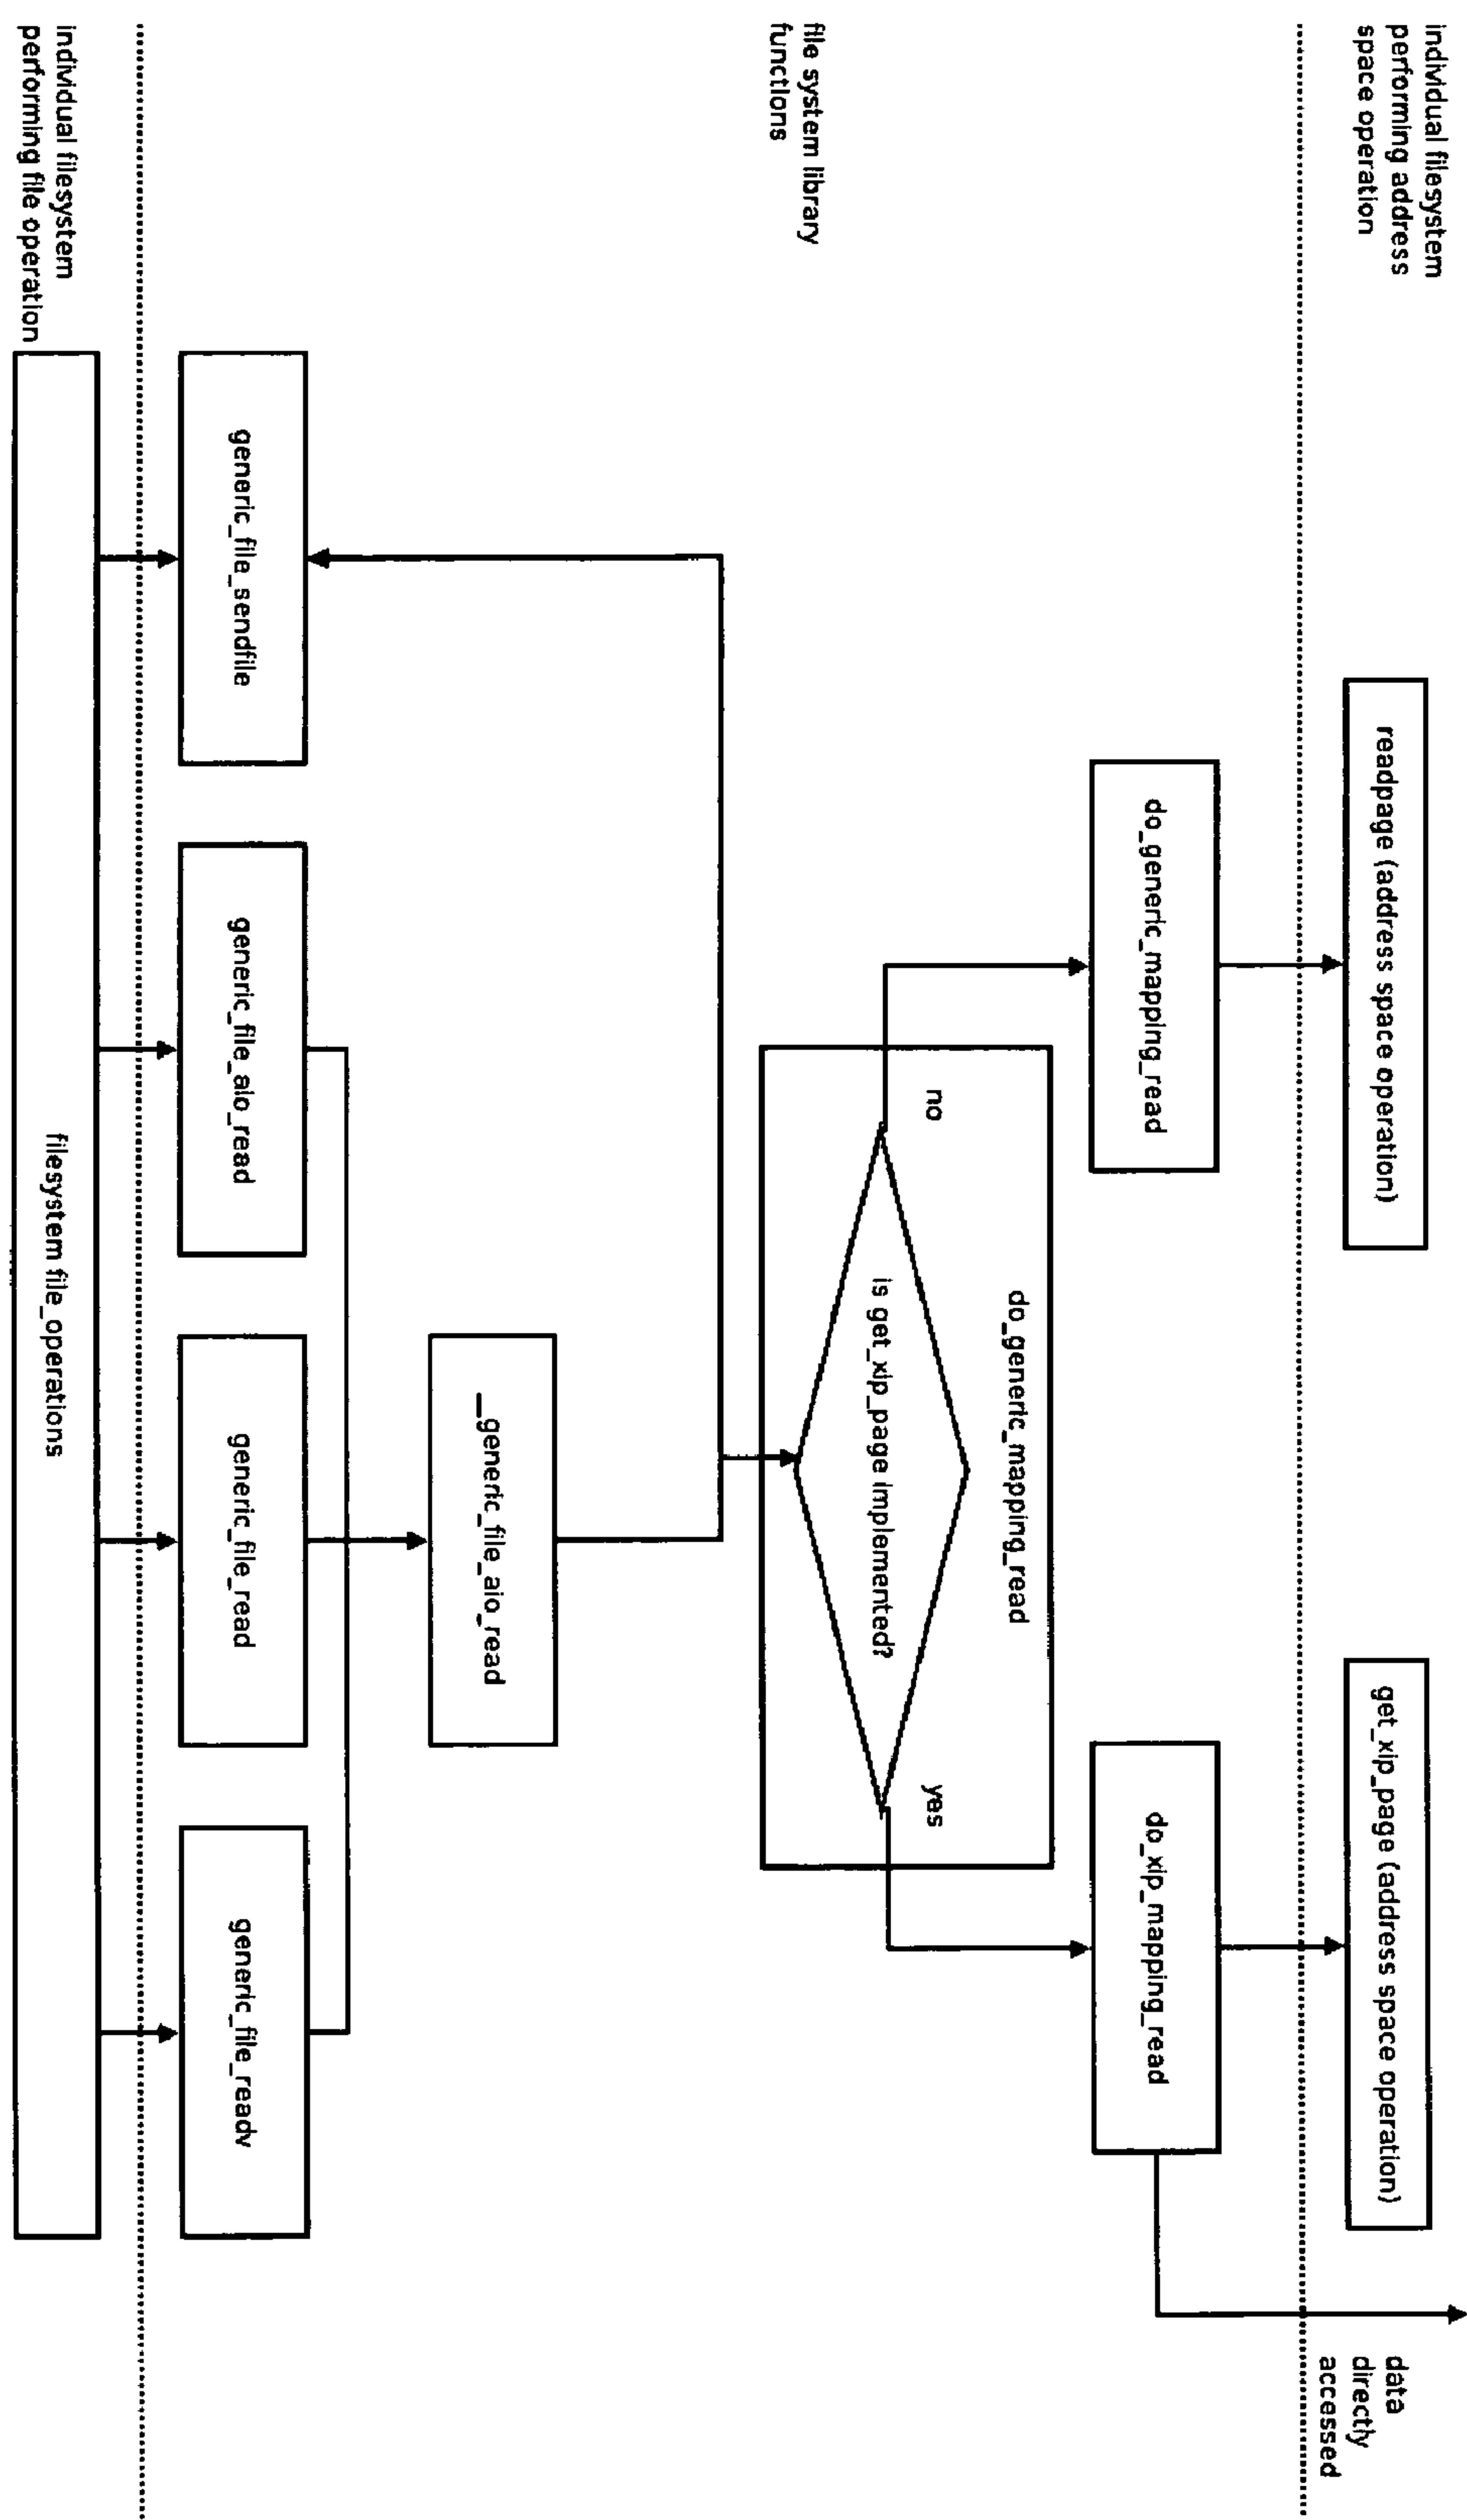 individual filesystem
performing address
space operation
readpage (address space operation)
get_xip_page (address space operation)
data
directly
accessed
do_generic_mapping_read
do_xip_mapping_read
do_generic_mapping_read
no
is get_xip_page implemented?
yes
file system library
functions
__generic_file_aio_read
generic_file_sendfile
generic_file_aio_read
generic_file_read
generic_file_readv
individual filesystem
performing file operation
filesystem file_operations